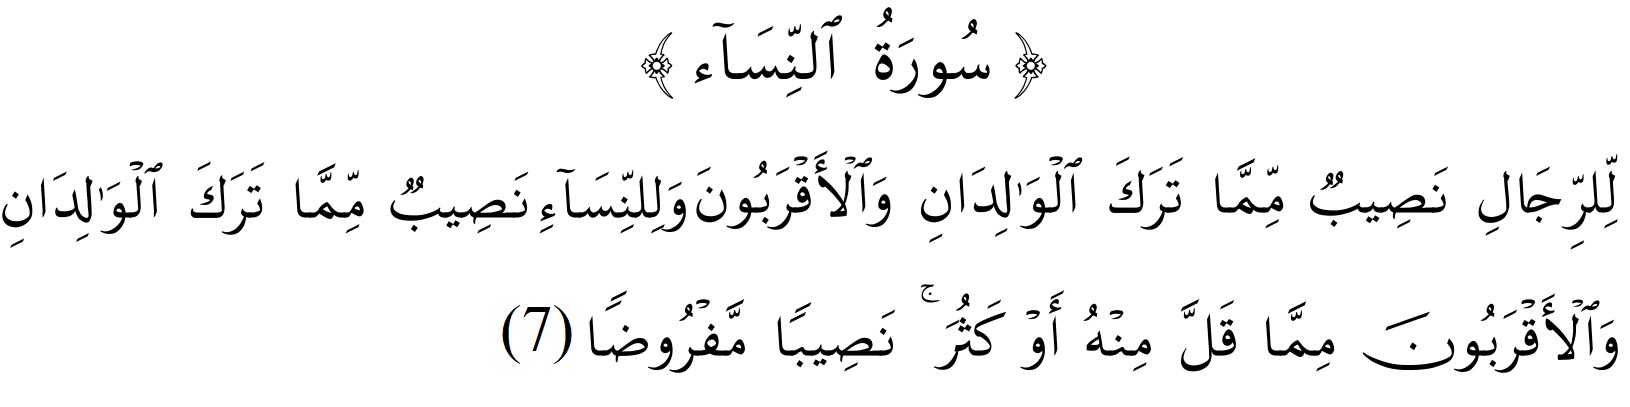 ﴿ سُورَةُ ٱلنِّسَآء ﴾
لِّلرِّجَالِ نَصِيبٌۭ مِّمَّا تَرَكَ ٱلْوَٰلِدَانِ وَٱلْأَقْرَبُونَ وَلِلنِّسَآءِ نَصِيبٌۭ مِّمَّا تَرَكَ ٱلْوَٰلِدَانِ
وَٱلْأَقْرَبُونَ مِمَّا قَلَّ مِنْهُ أَوْ كَثُرَ ۚ نَصِيبًا مَّفْرُوضًا (7)